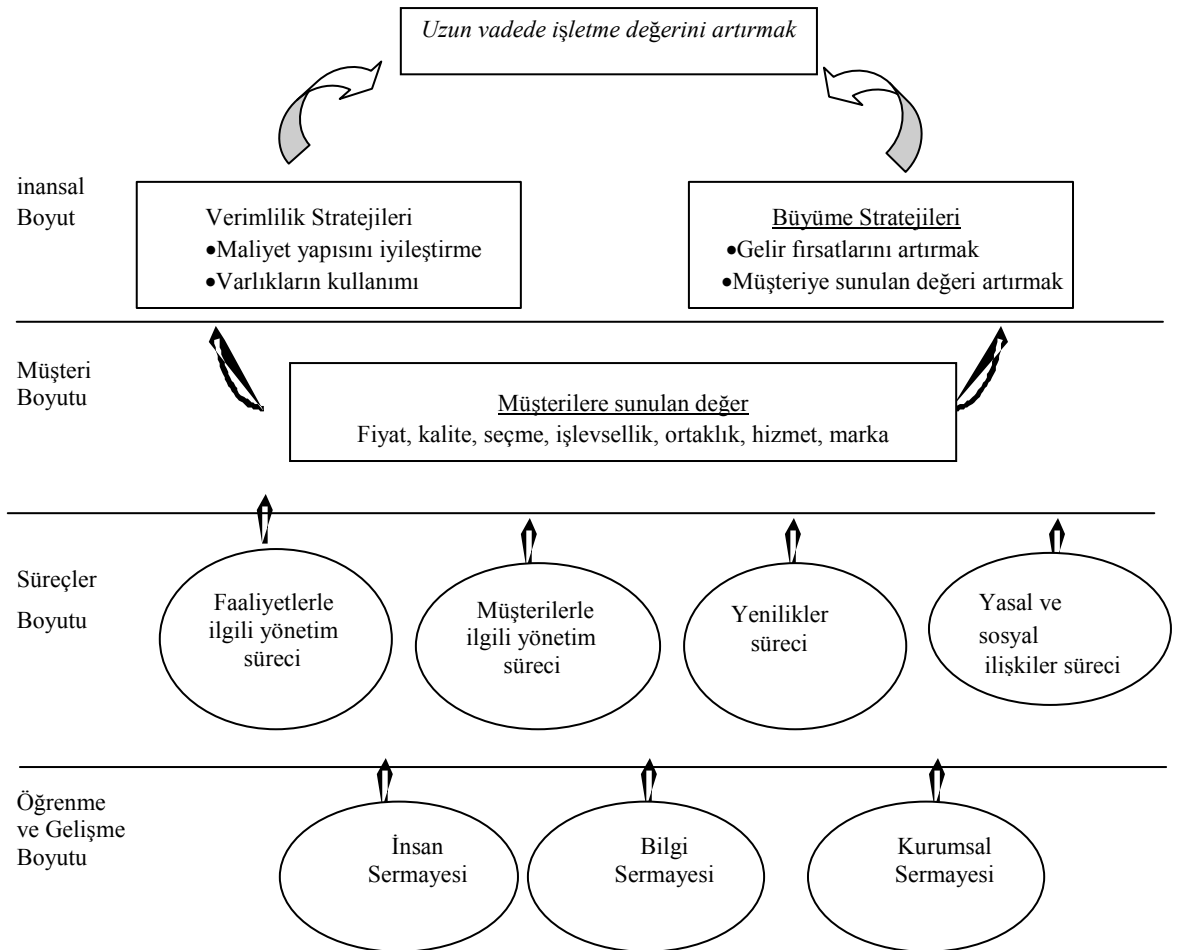 Uzun vadede işletme değerini artırmak
inansal
Boyut
Verimlilik Stratejileri
•Maliyet yapısını iyileştirme
•Varlıkların kullanımı
Büyüme Stratejileri
•Gelir fırsatlarını artırmak
•Müşteriye sunulan değeri artırmak
Müşteri
Boyutu
Müşterilere sunulan değer
Fiyat, kalite, seçme, işlevsellik, ortaklık, hizmet, marka
Süreçler
Boyutu
Faaliyetlerle
ilgili yönetim
süreci
Müşterilerle
ilgili yönetim
süreci
Yenilikler
süreci
Yasal ve
sosyal
ilişkiler süreci
Öğrenme
ve Gelişme
Boyutu
İnsan
Sermayesi
Bilgi
Sermayesi
Kurumsal
Sermayesi